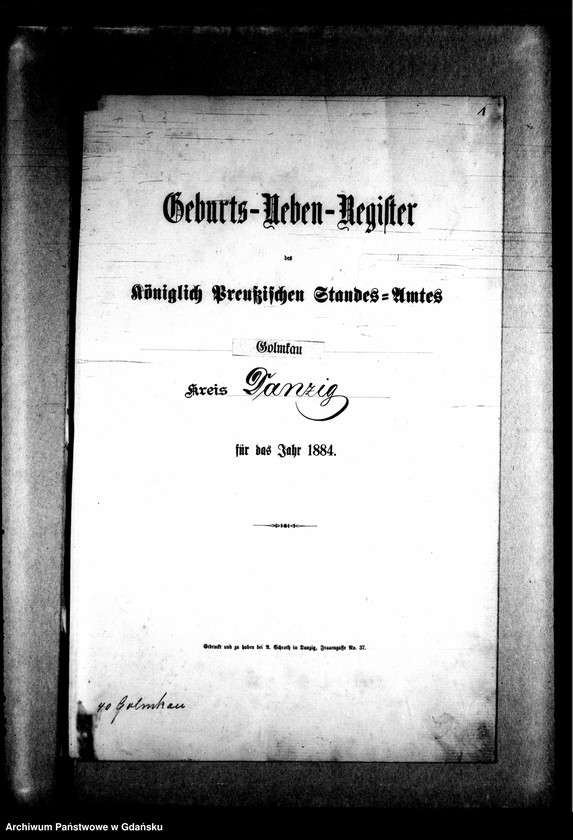 1
Geburts-Neben-Register
des
Königlich Preußischen Standes-Amtes
Golmkau
Kreis Danzig
für das Jahr 1884.
Gedruckt und zu haben bei A. Schroth in Danzig, Frauengasse No. 37.
40 Golmkau
Archiwum Państwowe w Gdańsku